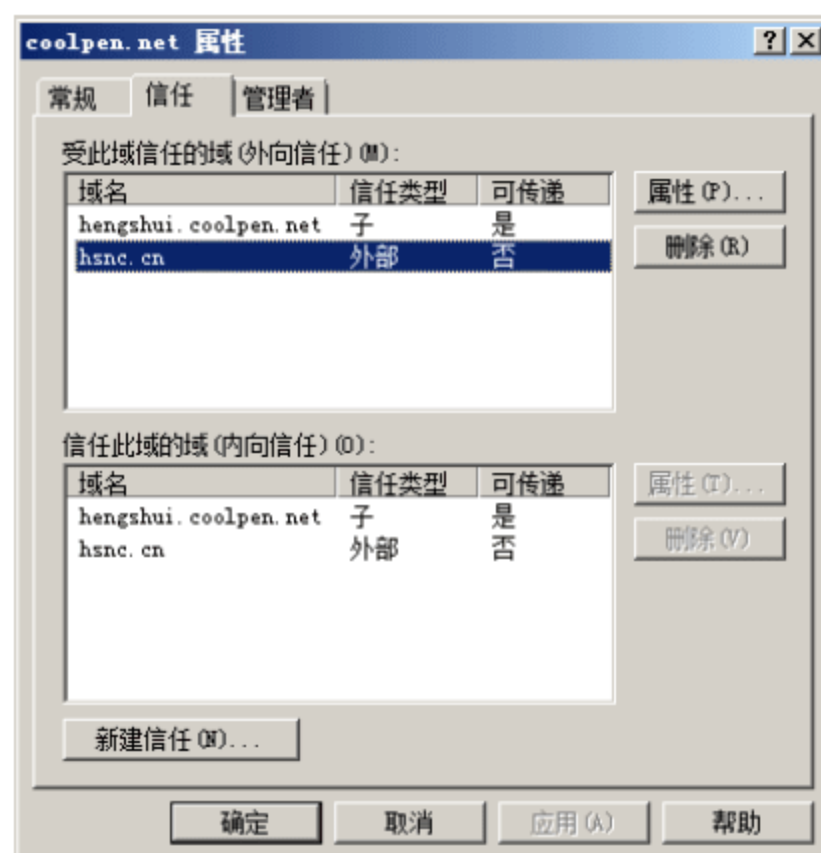 coolpen.net 属性
常规 信任 管理者
受此域信任的域(外向信任)(M):
域名 信任类型 可传递
属性(P)...
hengshui.coolpen.net 子 是
hsnc.cn 外部 否
删除(R)
信任此域的域(内向信任)(O):
域名 信任类型 可传递
属性(T)...
hengshui.coolpen.net 子 是
hsnc.cn 外部 否
删除(V)
新建信任(N)...
确定 取消 应用(A) 帮助